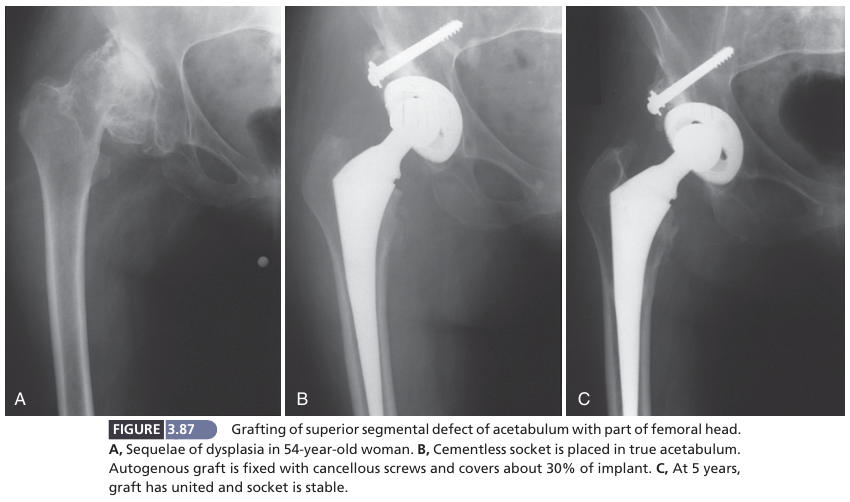 A
B
C
FIGURE 3.87 Grafting of superior segmental defect of acetabulum with part of femoral head.
A, Sequelae of dysplasia in 54-year-old woman. B, Cementless socket is placed in true acetabulum.
Autogenous graft is fixed with cancellous screws and covers about 30% of implant. C, At 5 years,
graft has united and socket is stable.